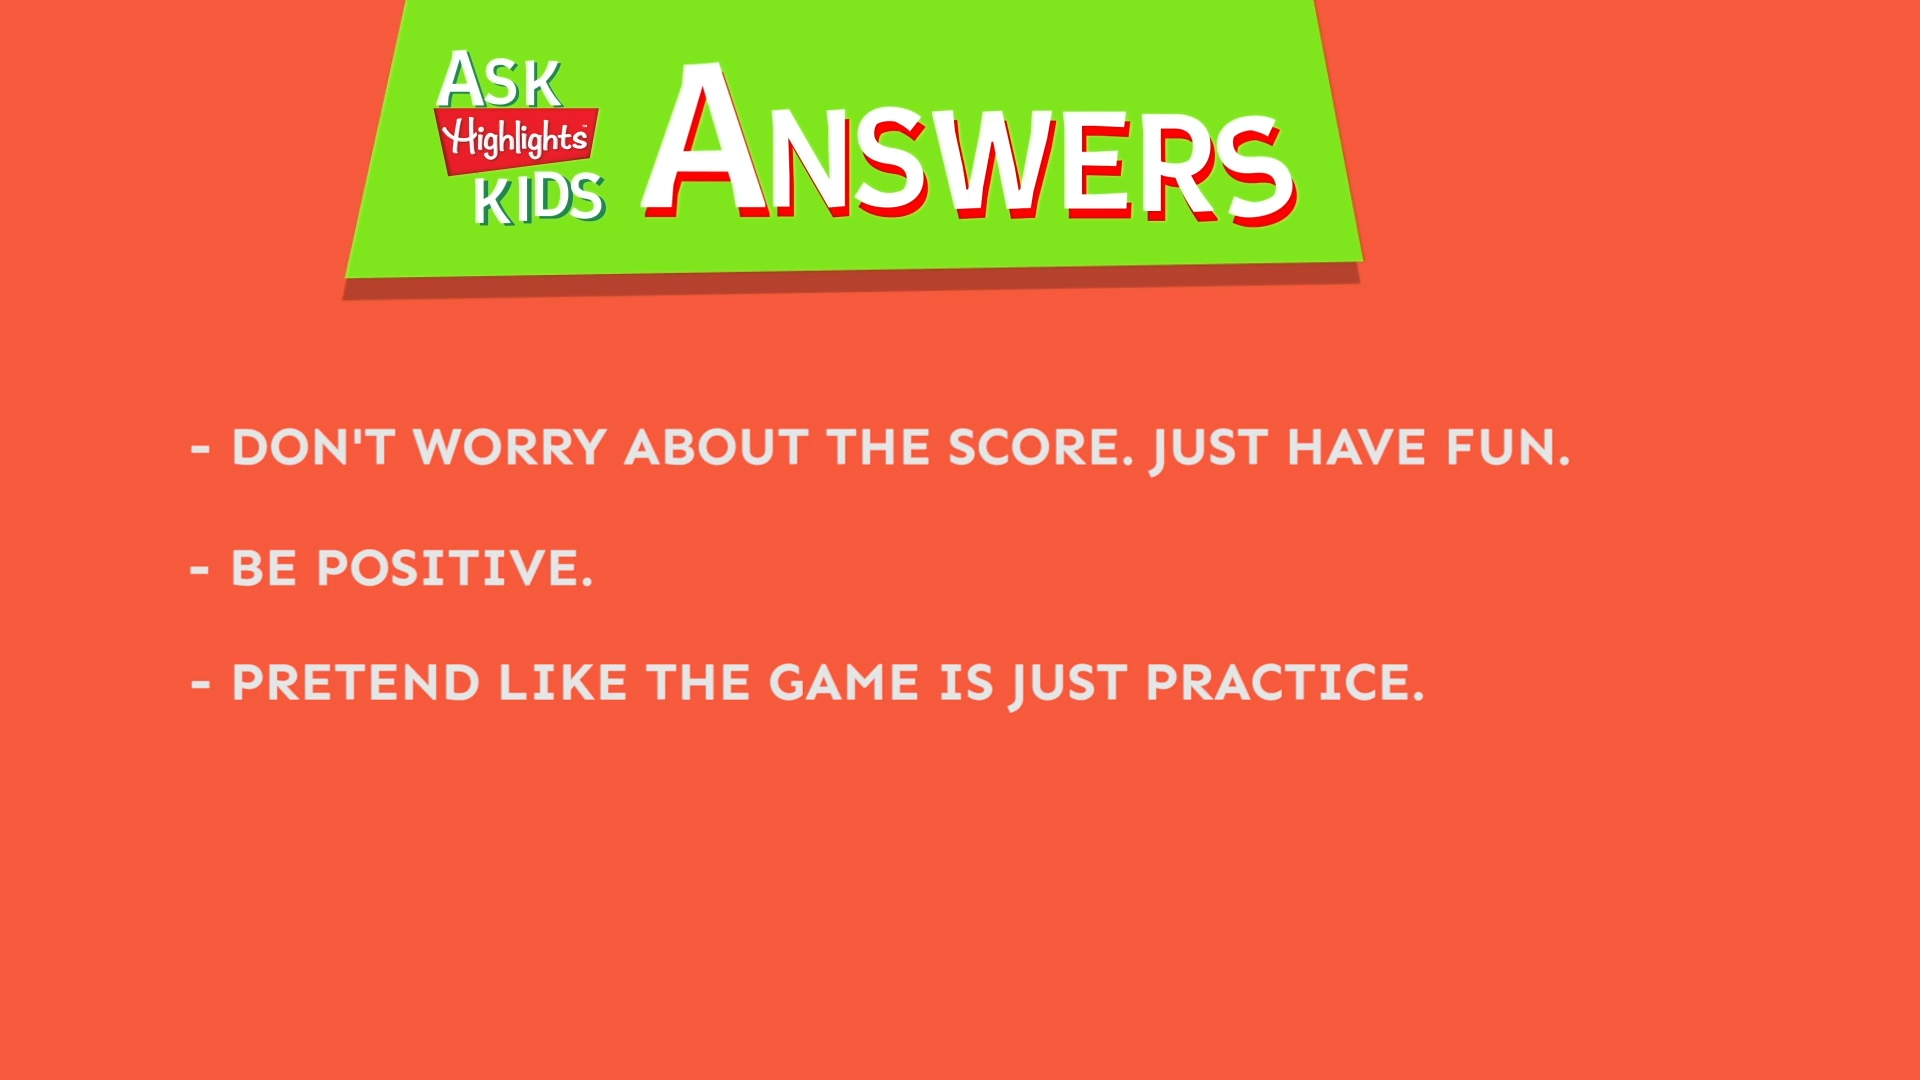 ASK
Highlights™
KIDS
ANSWERS
- DON'T WORRY ABOUT THE SCORE. JUST HAVE FUN.
- BE POSITIVE.
- PRETEND LIKE THE GAME IS JUST PRACTICE.